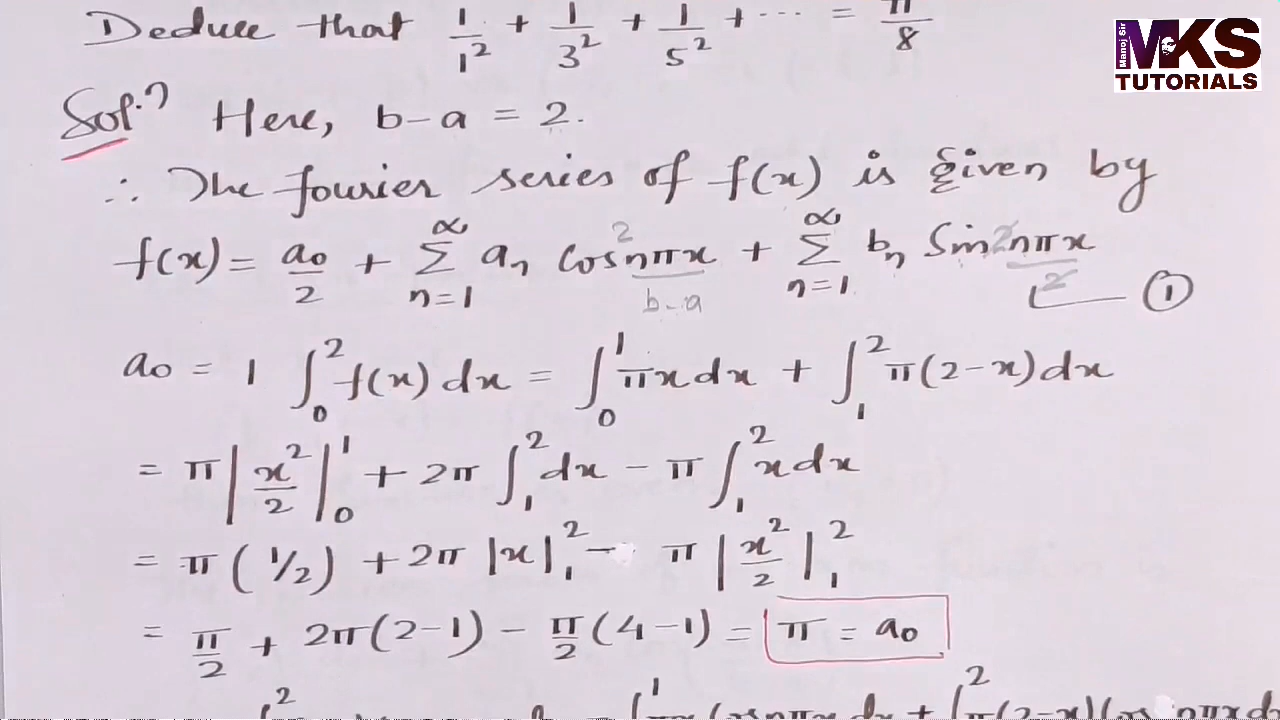 Deduce that 1/1² + 1/3² + 1/5² + ... = π/8
Manoj Sir
MKS
TUTORIALS
Solⁿ Here, b-a = 2.
∴ The fourier series of f(x) is given by
f(x) = a₀/2 + Σ_{n=1}^{∞} aₙ cos 2nπx/(b-a) + Σ_{n=1}^{∞} bₙ Sin 2nπx/2 ①
a₀ = 1 ∫₀² f(x) dx = ∫₀¹ πx dx + ∫₁² π(2-x) dx
= π |x²/2|₀¹ + 2π ∫₁² dx - π ∫₁² x dx
= π (1/2) + 2π |x|₁² - π |x²/2|₁²
= π/2 + 2π(2-1) - π/2 (4-1) = π = a₀